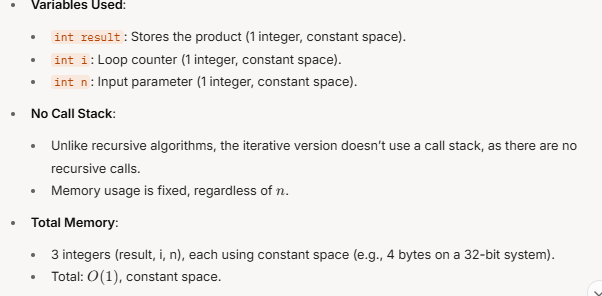 Variables Used:
int result: Stores the product (1 integer, constant space).
int i: Loop counter (1 integer, constant space).
int n: Input parameter (1 integer, constant space).
No Call Stack:
Unlike recursive algorithms, the iterative version doesn't use a call stack, as there are no
recursive calls.
Memory usage is fixed, regardless of n.
Total Memory:
3 integers (result, i, n), each using constant space (e.g., 4 bytes on a 32-bit system).
Total: O(1), constant space.